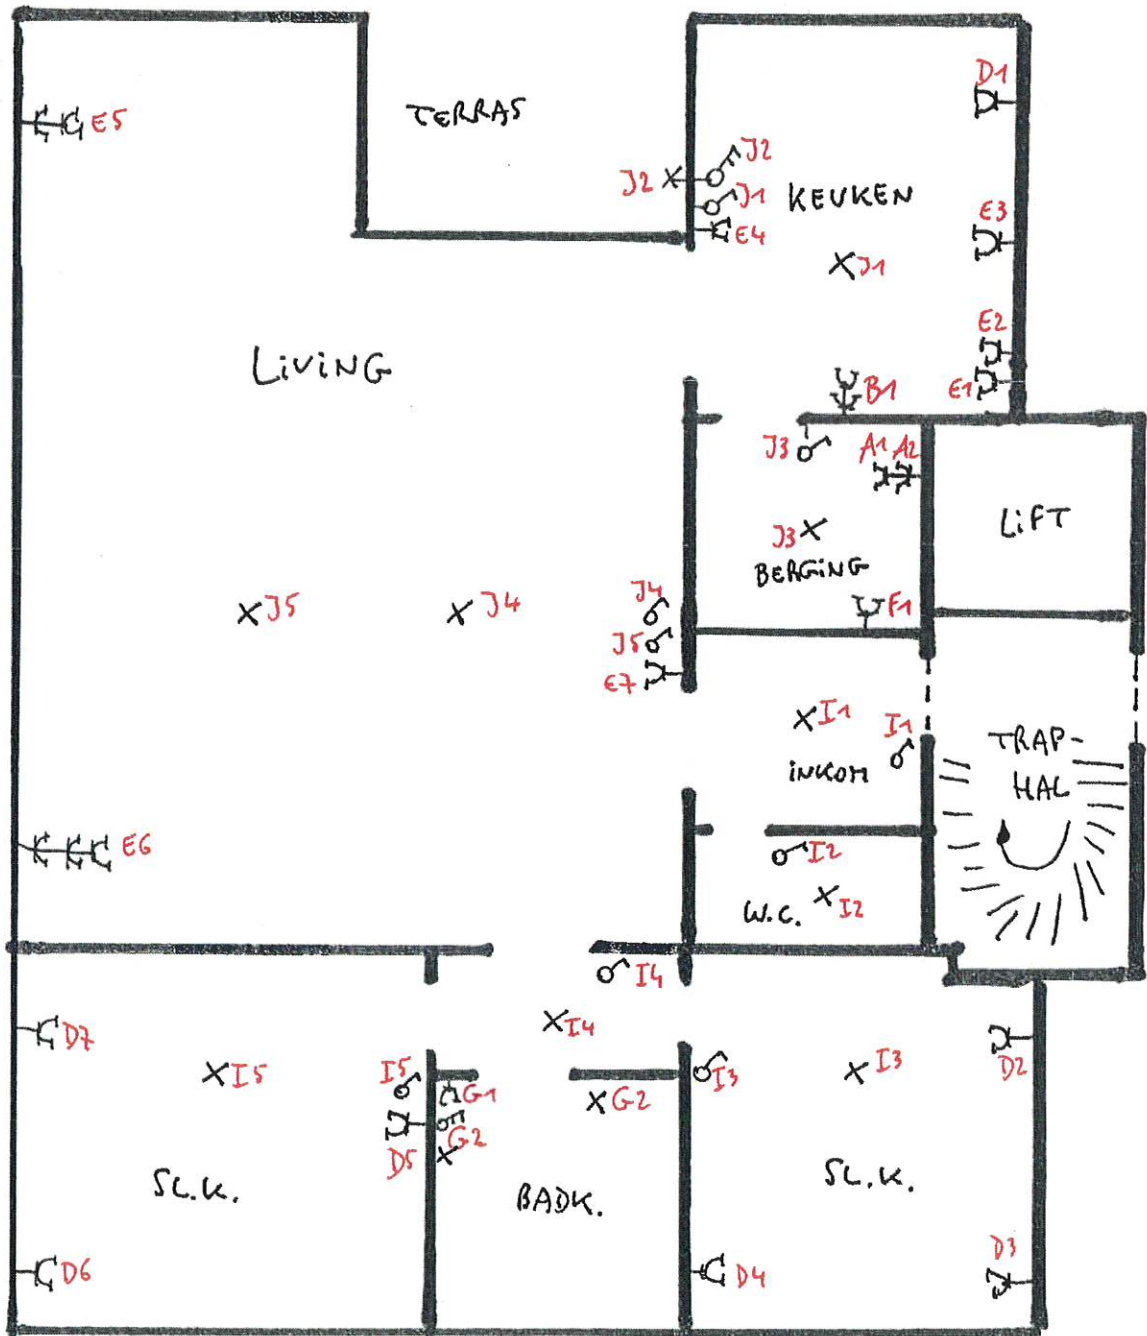 D1
E5
TERRAS
J2
J2
J1
KEUKEN
E3
E4
J1
E2
LiViNG
E1
B1
J3
A1 A2
LiFT
J3
BERGiNG
J5
J4
J4
F1
J5
E7
I1
I1
TRAP-
HAL
iNKOM
E6
I2
W.C.
I2
I4
D7
I4
I5
I5
G1
G2
I3
I3
D2
G2
D5
SL.K.
BADK.
SL.K.
D6
D4
D3